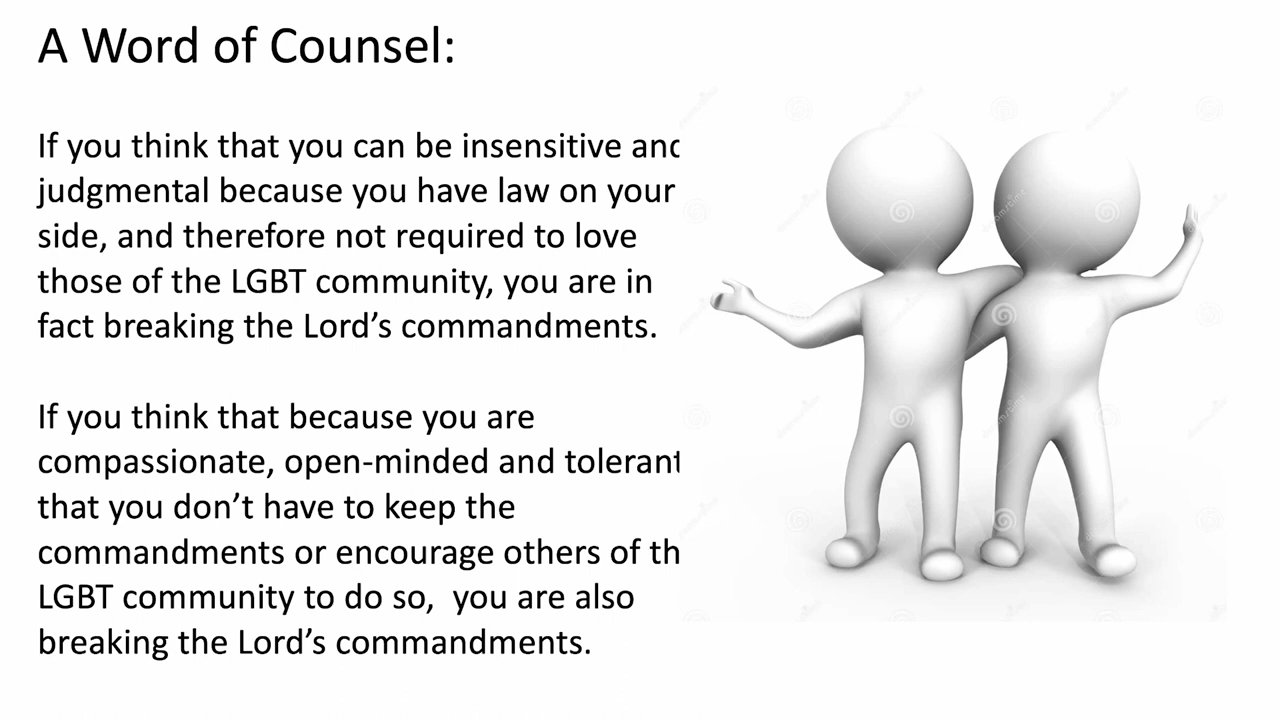 A Word of Counsel:
If you think that you can be insensitive and
judgmental because you have law on your
side, and therefore not required to love
those of the LGBT community, you are in
fact breaking the Lord’s commandments.
If you think that because you are
compassionate, open-minded and tolerant
that you don’t have to keep the
commandments or encourage others of th
LGBT community to do so,  you are also
breaking the Lord’s commandments.